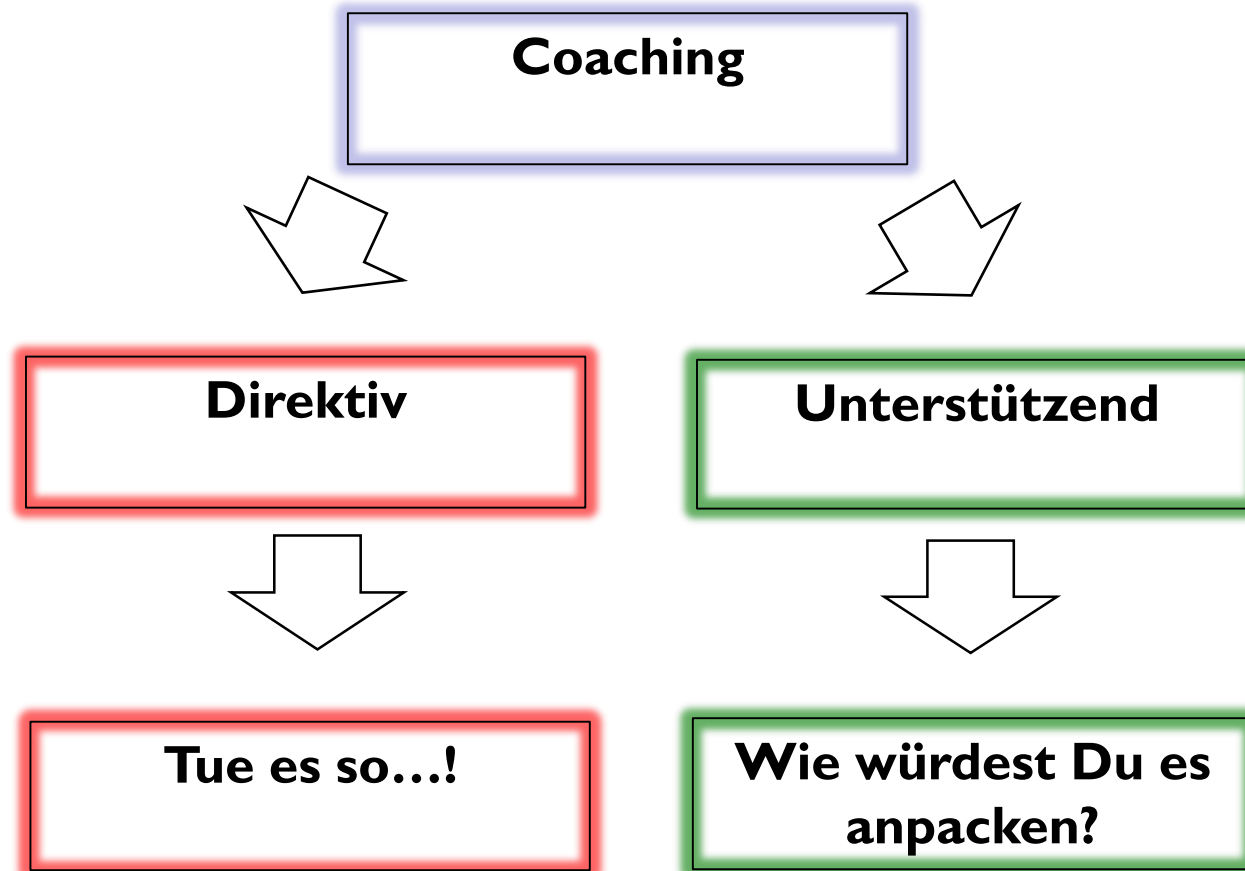 Coaching
Direktiv
Unterstützend
Tue es so...!
Wie würdest Du es
anpacken?